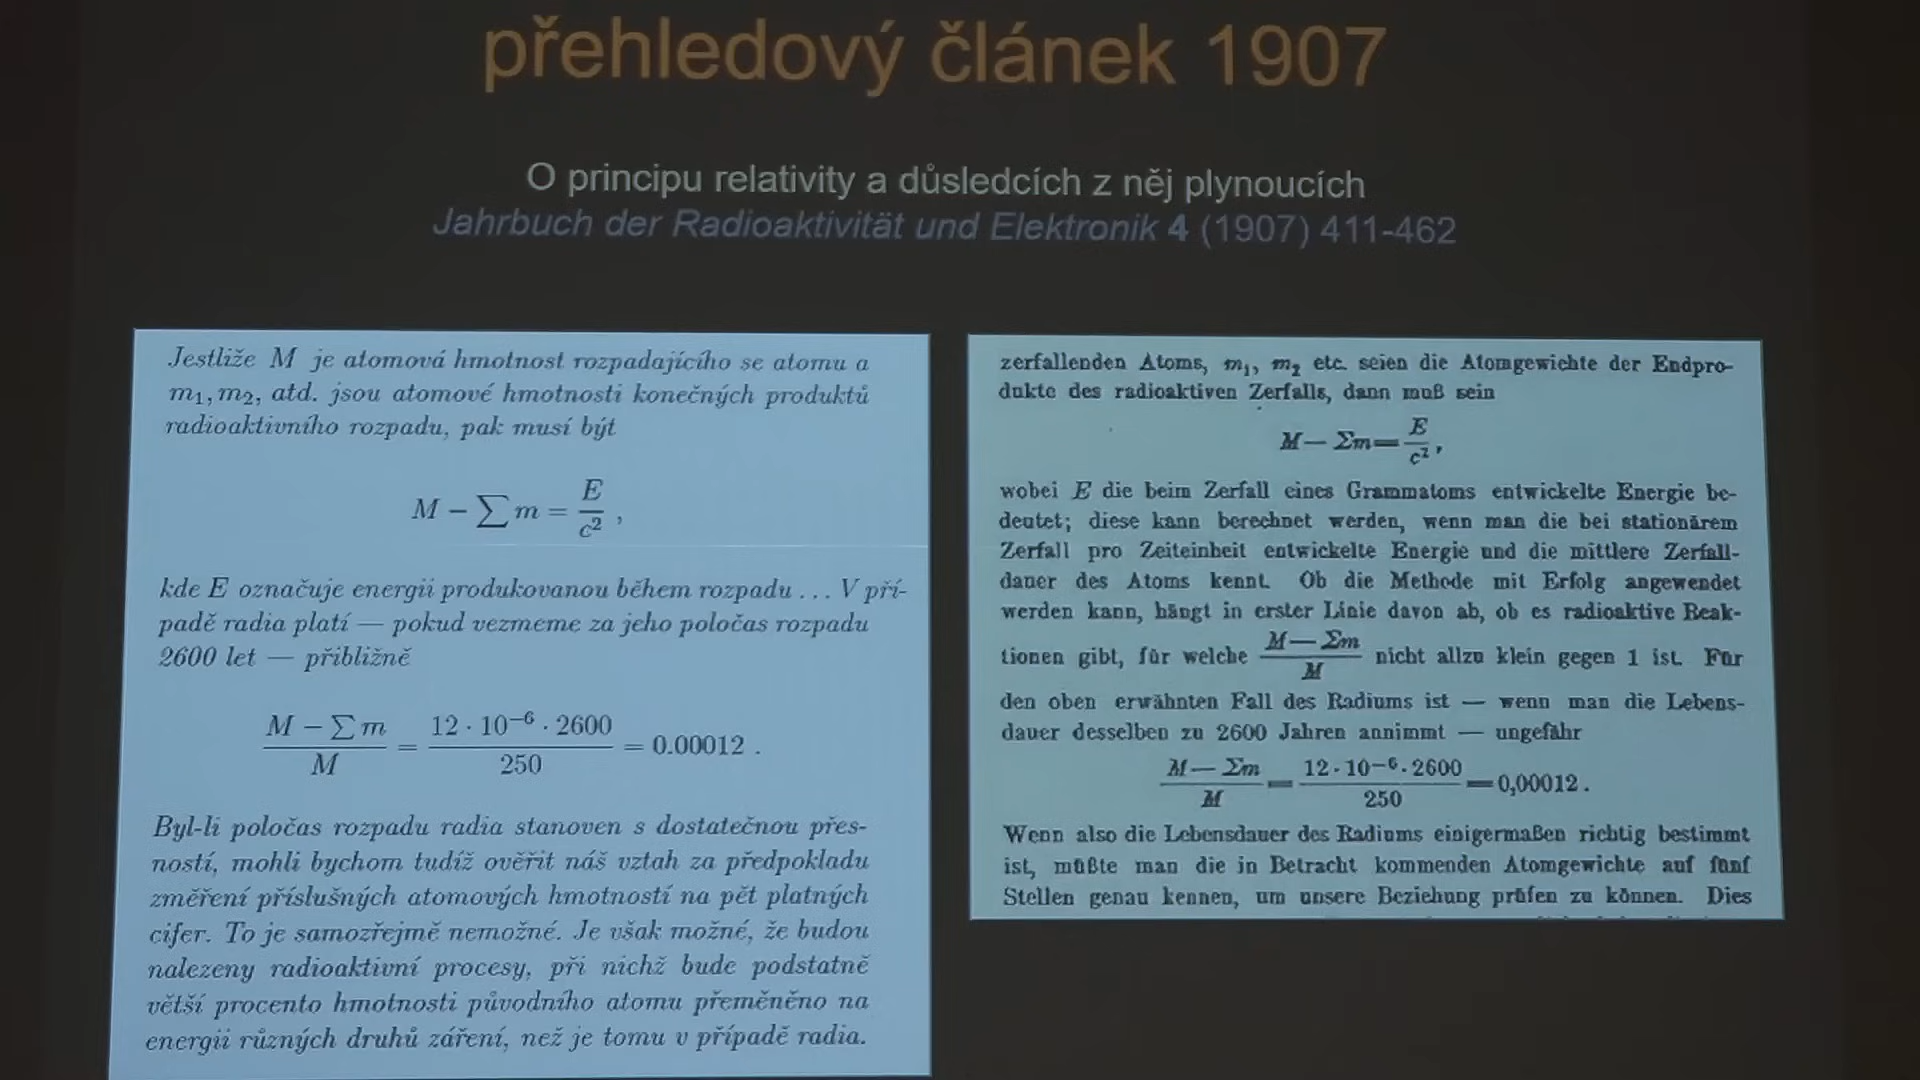 přehledový článek 1907
O principu relativity a důsledcích z něj plynoucích
Jahrbuch der Radioaktivität und Elektronik 4 (1907) 411-462
Jestliže M je atomová hmotnost rozpadajícího se atomu a
m₁, m₂, atd. jsou atomové hmotnosti konečných produktů
radioaktivního rozpadu, pak musí být
M − ∑ m = E/c² ,
kde E označuje energii produkovanou během rozpadu ... V pří-
padě radia platí — pokud vezmeme za jeho poločas rozpadu
2600 let — přibližně
(M − ∑ m)/M = (12 · 10⁻⁶ · 2600)/250 = 0.00012 .
Byl-li poločas rozpadu radia stanoven s dostatečnou přes-
ností, mohli bychom tudíž ověřit náš vztah za předpokladu
změření příslušných atomových hmotností na pět platných
cifer. To je samozřejmě nemožné. Je však možné, že budou
nalezeny radioaktivní procesy, při nichž bude podstatně
větší procento hmotnosti původního atomu přeměněno na
energii různých druhů záření, než je tomu v případě radia.
zerfallenden Atoms, m₁, m₂ etc. seien die Atomgewichte der Endpro-
dukte des radioaktiven Zerfalls, dann muß sein
M — Σm = E/c²,
wobei E die beim Zerfall eines Grammatoms entwickelte Energie be-
deutet; diese kann berechnet werden, wenn man die bei stationärem
Zerfall pro Zeiteinheit entwickelte Energie und die mittlere Zerfall-
dauer des Atoms kennt. Ob die Methode mit Erfolg angewendet
werden kann, hängt in erster Linie davon ab, ob es radioaktive Reak-
tionen gibt, für welche (M — Σm)/M nicht allzu klein gegen 1 ist. Für
den oben erwähnten Fall des Radiums ist — wenn man die Lebens-
dauer desselben zu 2600 Jahren annimmt — ungefähr
(M — Σm)/M = (12 · 10⁻⁶ · 2600)/250 = 0,00012 .
Wenn also die Lebensdauer des Radiums einigermaßen richtig bestimmt
ist, müßte man die in Betracht kommenden Atomgewichte auf fünf
Stellen genau kennen, um unsere Beziehung prüfen zu können. Dies